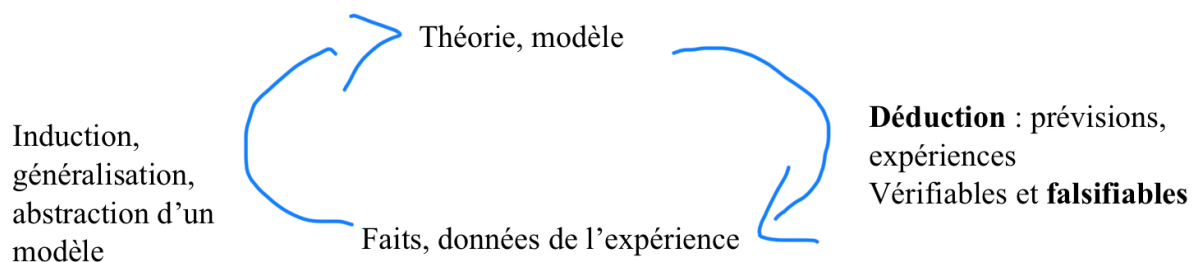 Théorie, modèle
Induction,
généralisation,
abstraction d’un
modèle
Déduction : prévisions,
expériences
Vérifiables et falsifiables
Faits, données de l’expérience